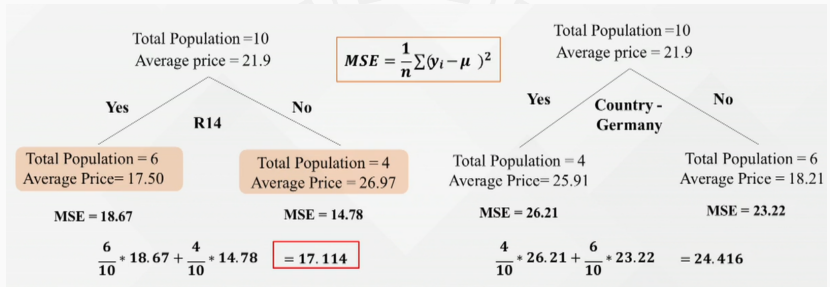 Total Population =10
Average price = 21.9
Yes
No
R14
Total Population = 6
Average Price= 17.50
Total Population = 4
Average Price = 26.97
MSE = 18.67
MSE = 14.78
6/10 * 18.67 + 4/10 * 14.78 = 17.114
MSE = 1/n Σ(yᵢ−μ )²
Total Population =10
Average price = 21.9
Yes
No
Country -
Germany
Total Population = 4
Average Price= 25.91
Total Population = 6
Average Price = 18.21
MSE = 26.21
MSE = 23.22
4/10 * 26.21 + 6/10 * 23.22 = 24.416